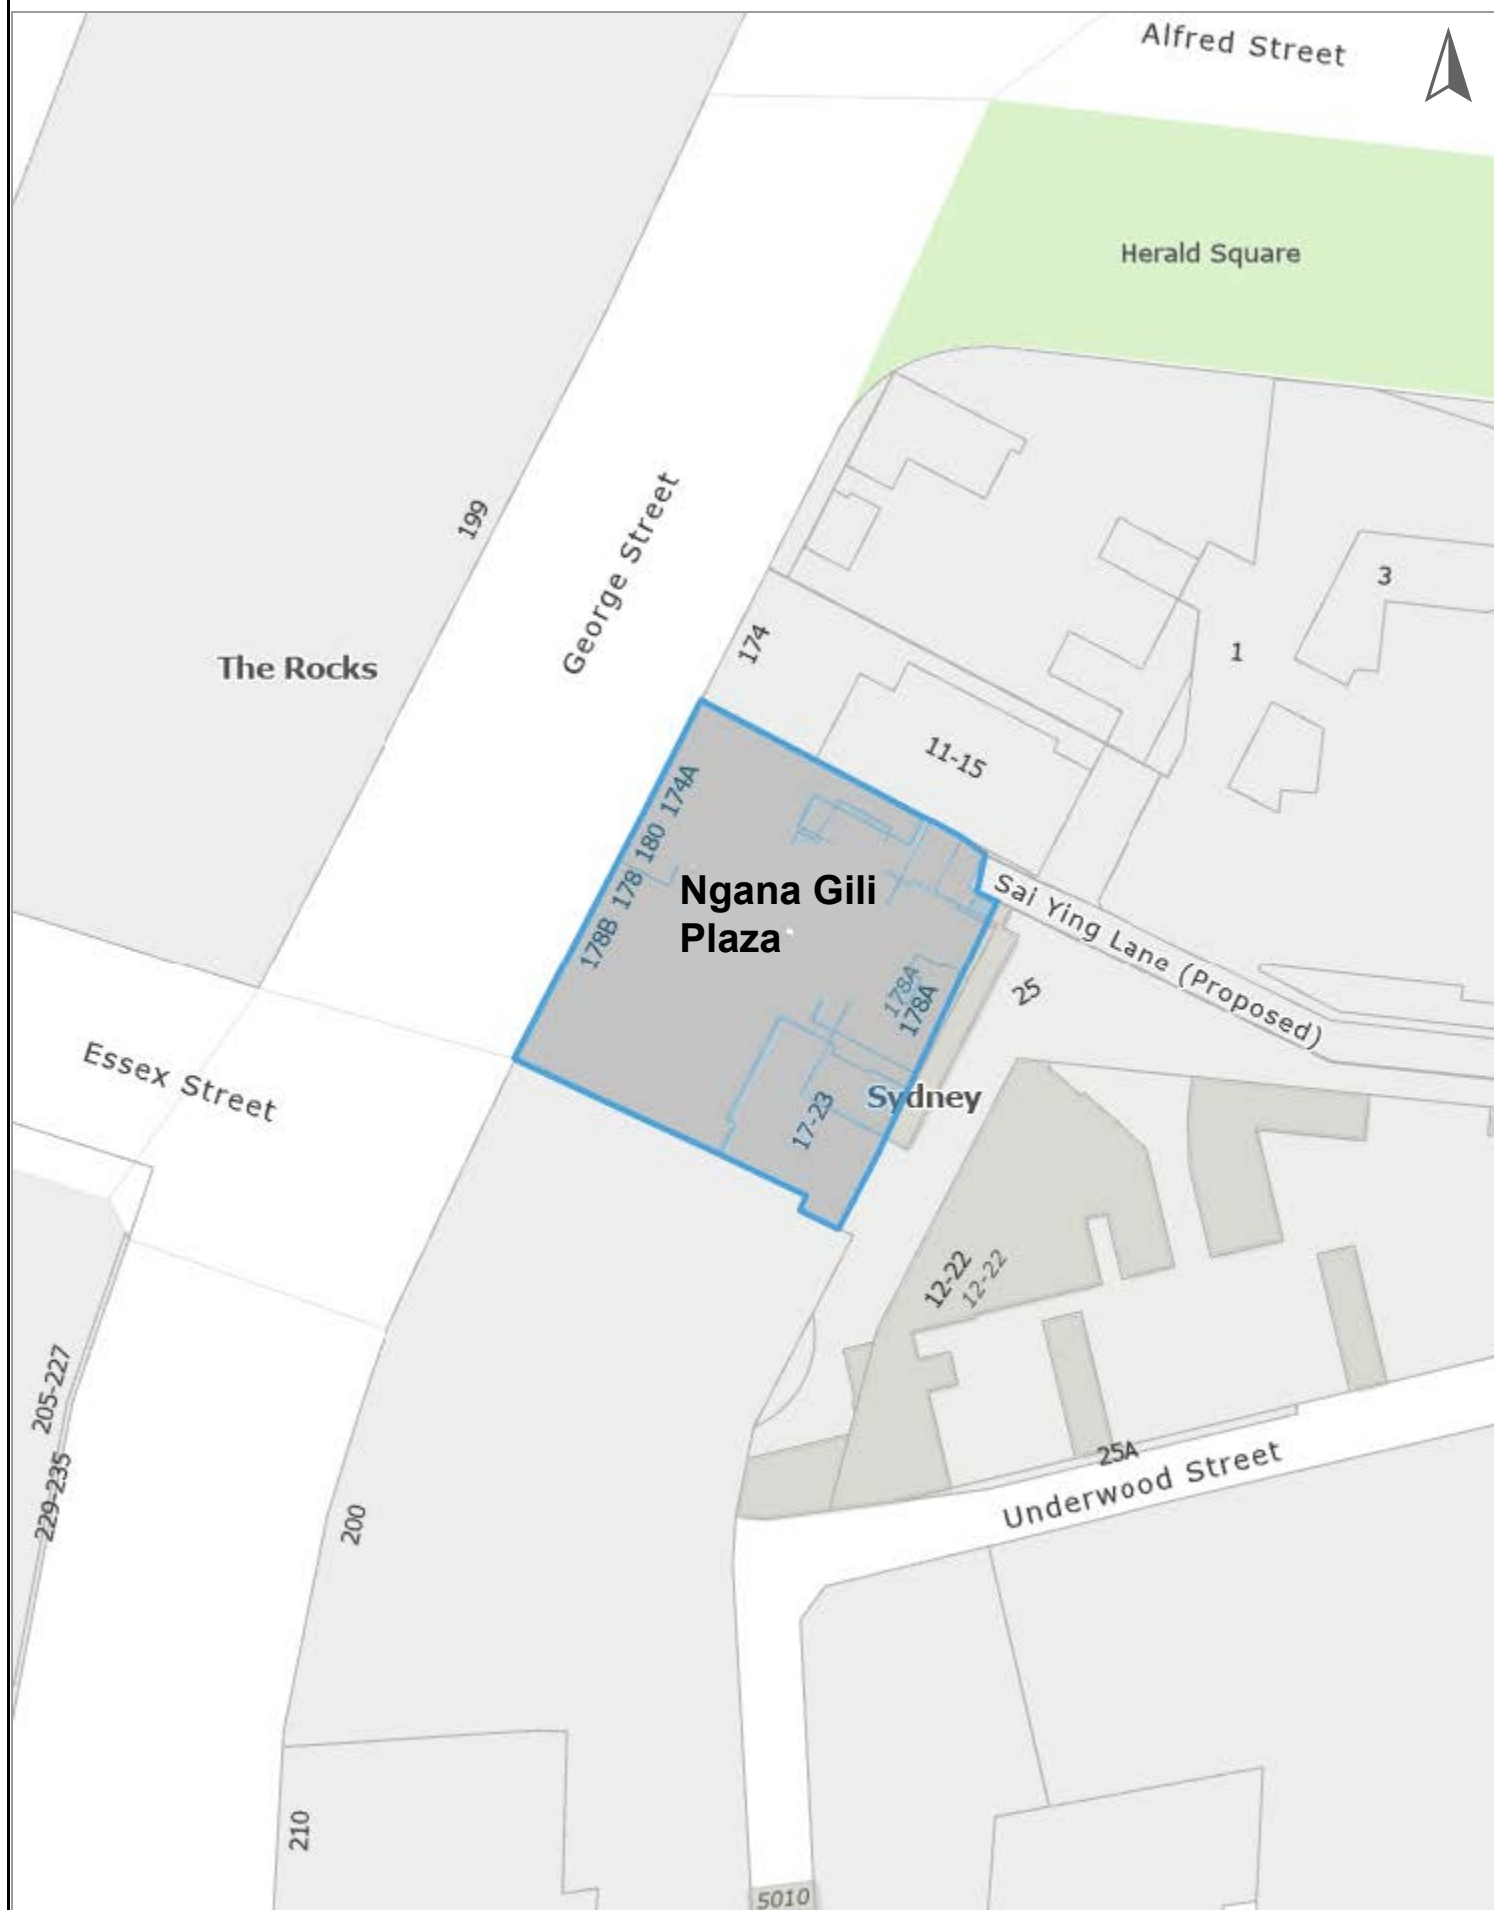 Alfred Street
Herald Square
199
George Street
3
174
1
The Rocks
11-15
174A
180
178
178B
Ngana Gili
Plaza
Sai Ying Lane (Proposed)
178A
178A
25
Essex Street
Sydney
17-23
12-22
12-22
205-227
229-235
25A
Underwood Street
200
210
5010